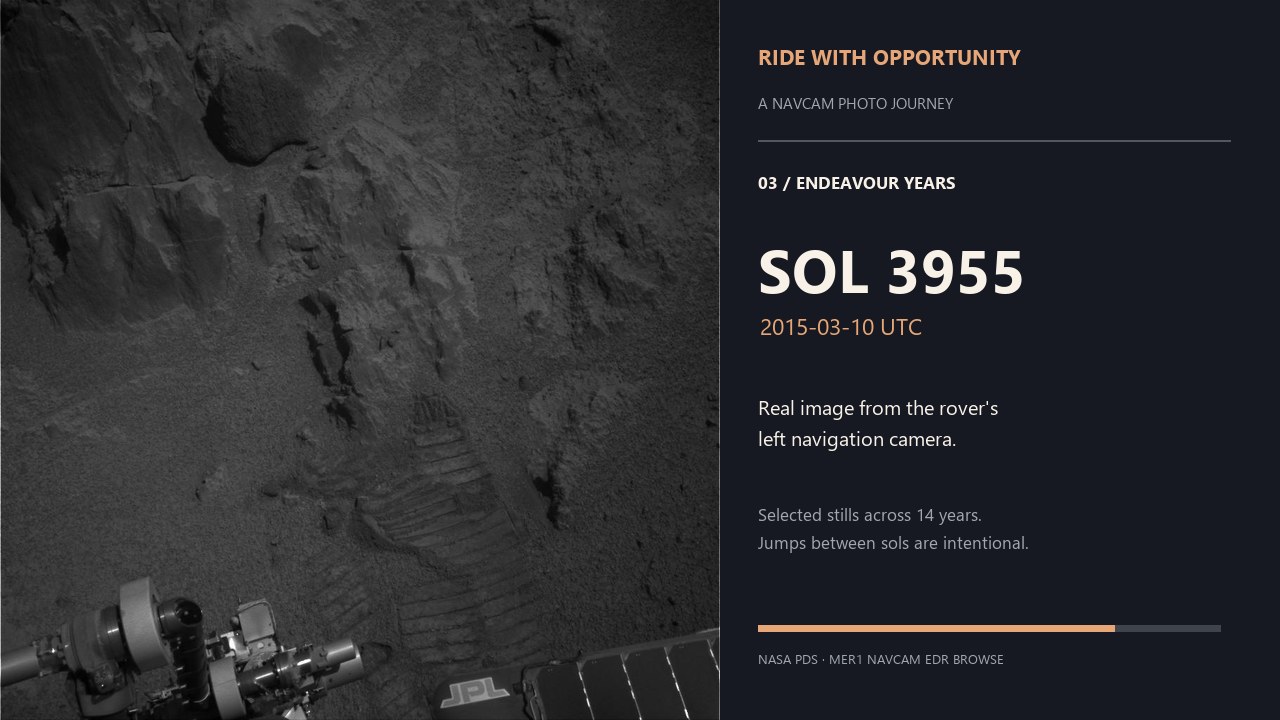 RIDE WITH OPPORTUNITY
A NAVCAM PHOTO JOURNEY
03 / ENDEAVOUR YEARS
SOL 3955
2015-03-10 UTC
Real image from the rover's
left navigation camera.
Selected stills across 14 years.
Jumps between sols are intentional.
NASA PDS · MER1 NAVCAM EDR BROWSE
JPL